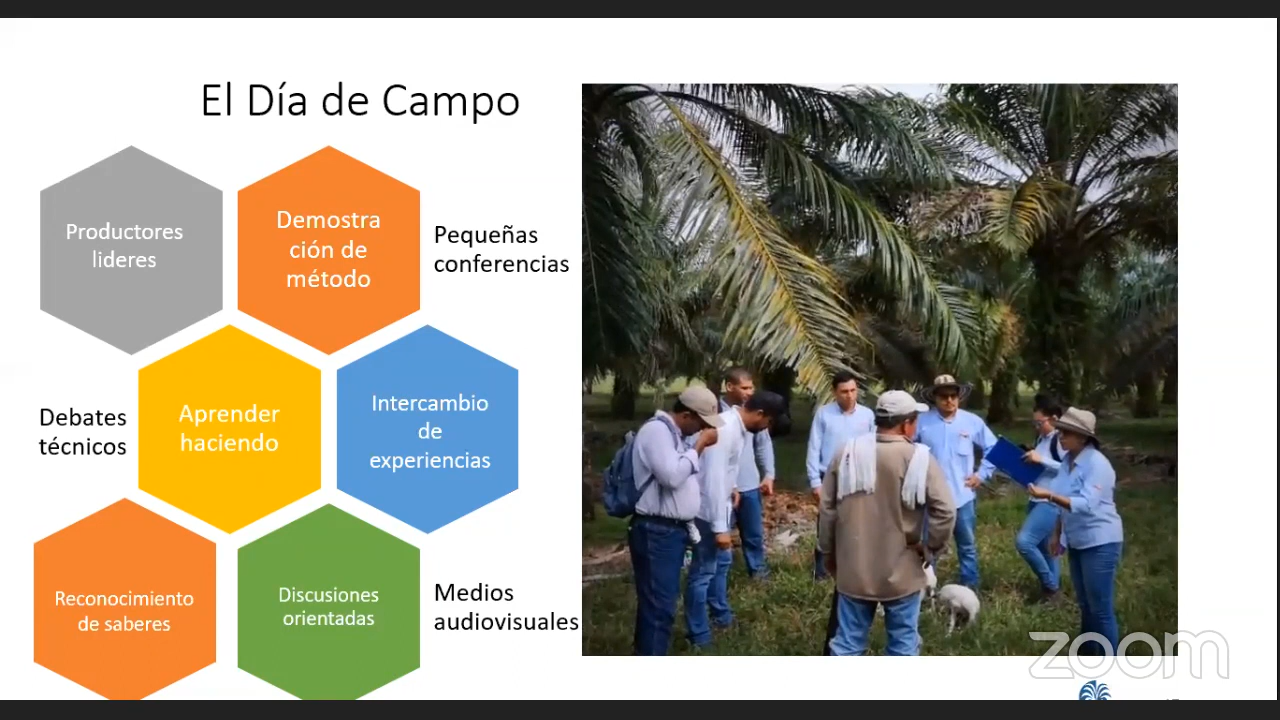 El Día de Campo
Productores
lideres
Demostra
ción de
método
Pequeñas
conferencias
Debates
técnicos
Aprender
haciendo
Intercambio
de
experiencias
Reconocimiento
de saberes
Discusiones
orientadas
Medios
audiovisuales
zoom